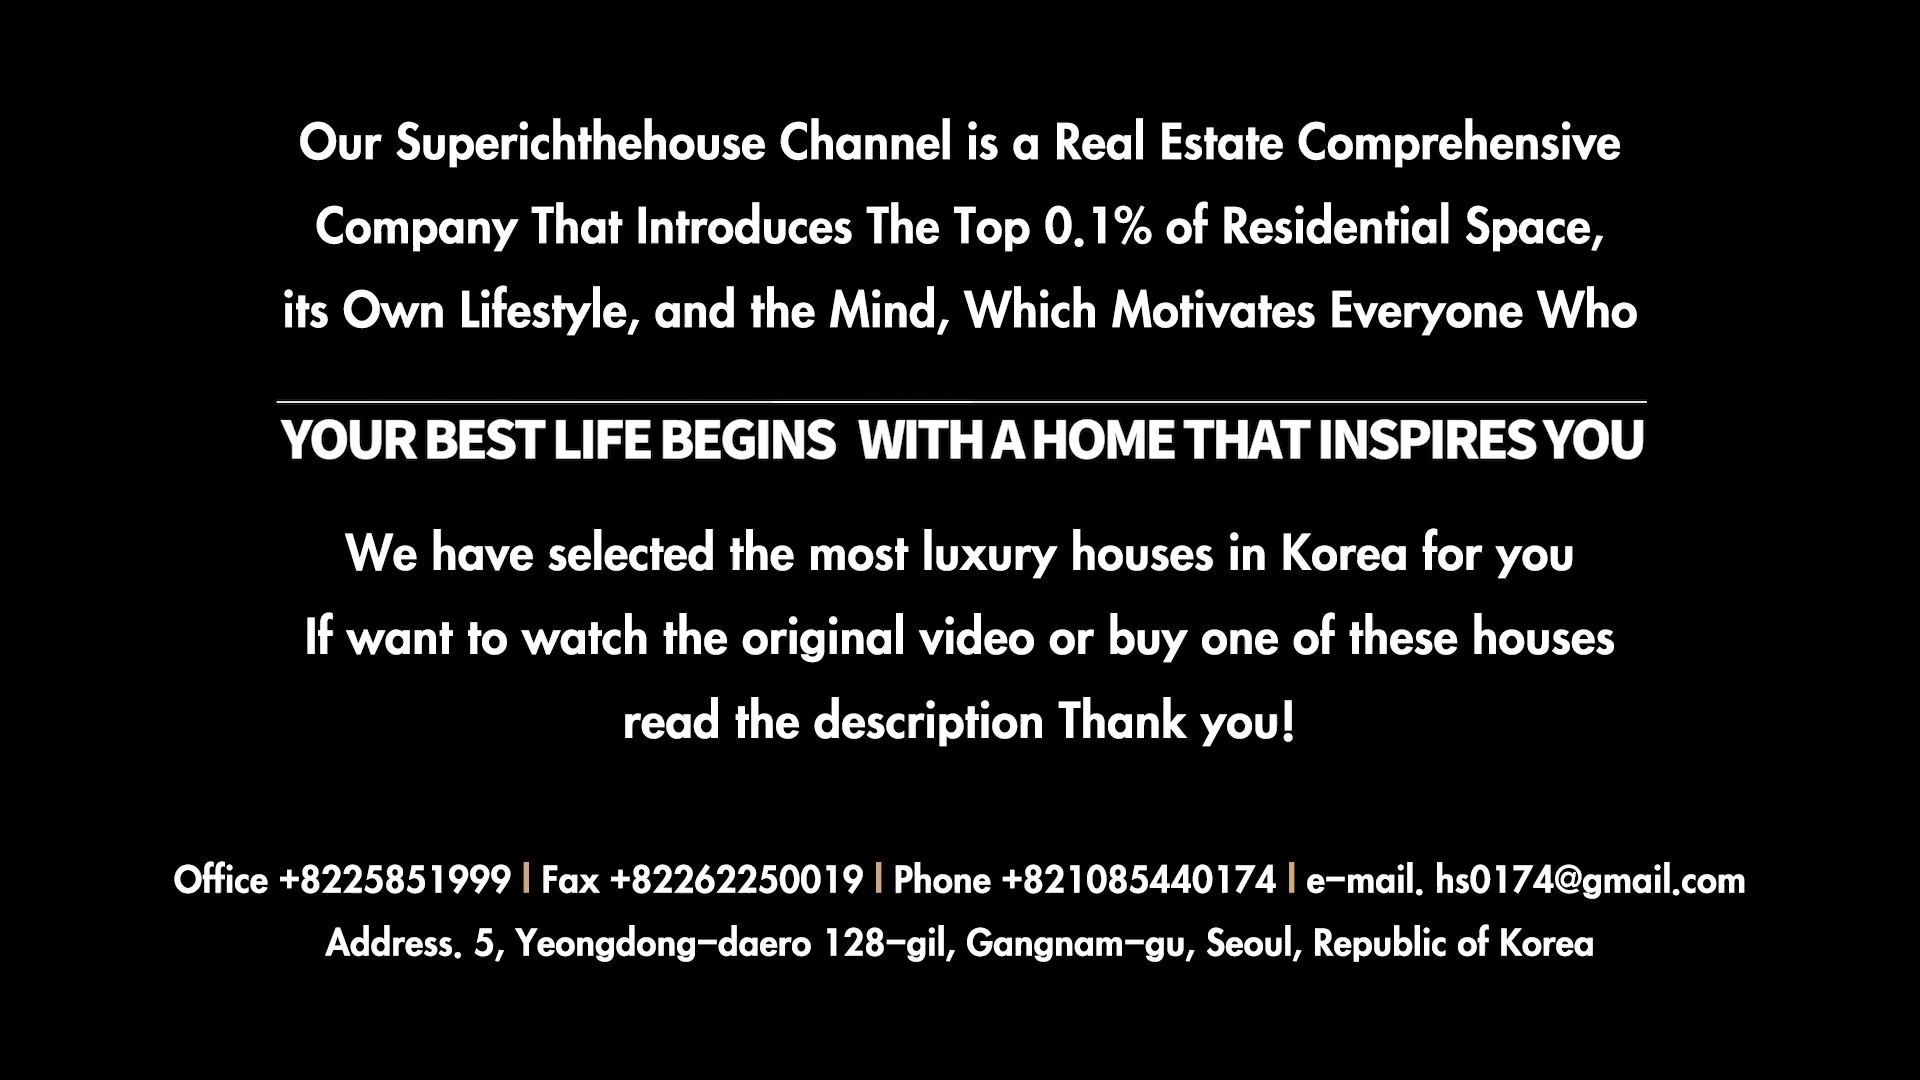 Our Superichthehouse Channel is a Real Estate Comprehensive
Company That Introduces The Top 0.1% of Residential Space,
its Own Lifestyle, and the Mind, Which Motivates Everyone Who
YOUR BEST LIFE BEGINS WITH A HOME THAT INSPIRES YOU
We have selected the most luxury houses in Korea for you
If want to watch the original video or buy one of these houses
read the description Thank you!
Office +8225851999 | Fax +82262250019 | Phone +821085440174 | e-mail. hs0174@gmail.com
Address. 5, Yeongdong-daero 128-gil, Gangnam-gu, Seoul, Republic of Korea